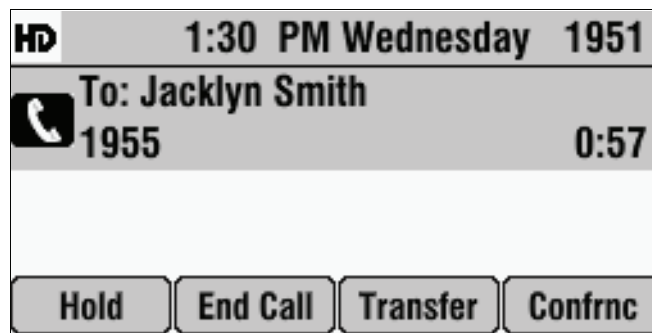 HD 1:30 PM Wednesday 1951
To: Jacklyn Smith
1955 0:57
Hold End Call Transfer Confrnc